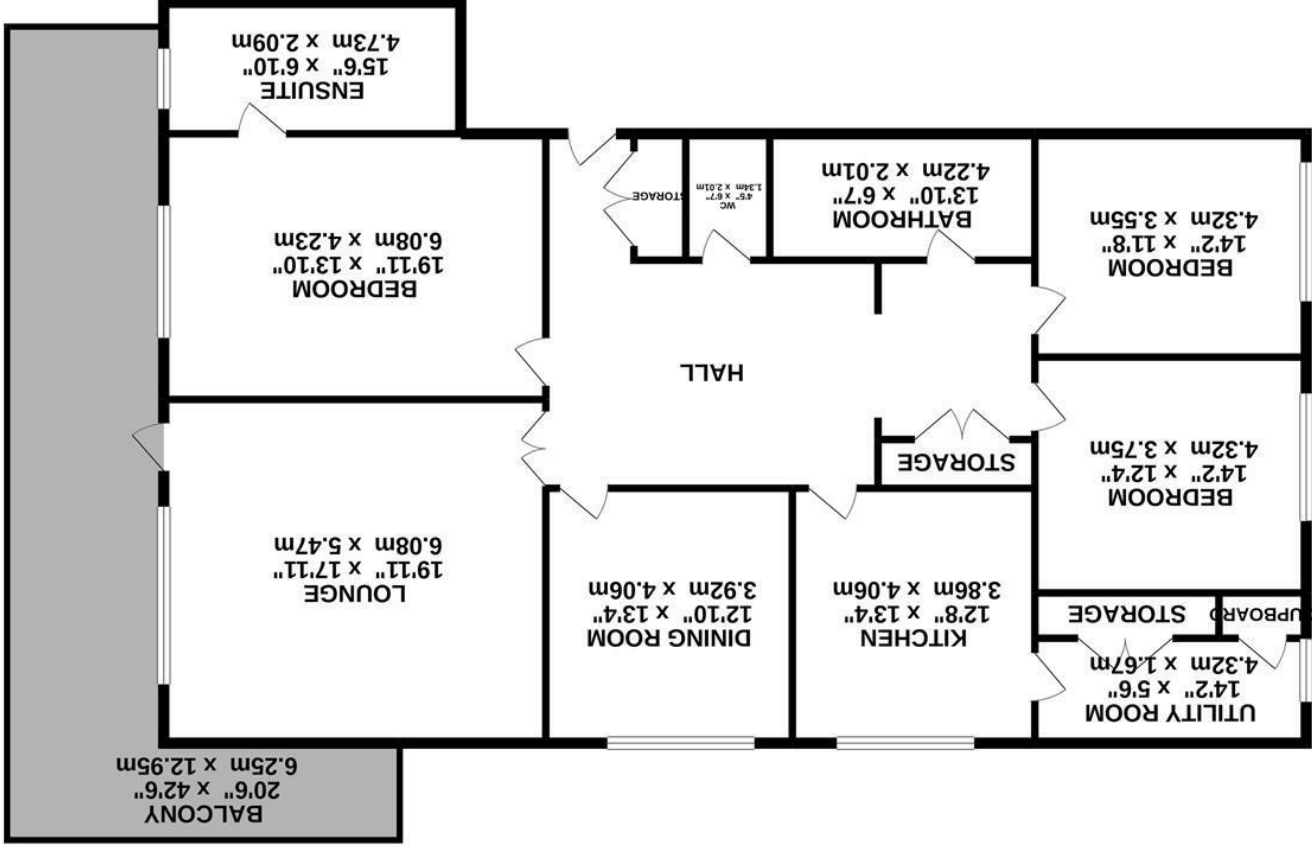 BALCONY
20'6" x 42'6"
6.25m x 12.95m
UTILITY ROOM
14'2" x 5'6"
4.32m x 1.67m
CUPBOARD
STORAGE
KITCHEN
12'8" x 13'4"
3.86m x 4.06m
DINING ROOM
12'10" x 13'4"
3.92m x 4.06m
LOUNGE
19'11" x 17'11"
6.08m x 5.47m
BEDROOM
14'2" x 12'4"
4.32m x 3.75m
STORAGE
HALL
BEDROOM
14'2" x 11'8"
4.32m x 3.55m
BEDROOM
19'11" x 13'10"
6.08m x 4.23m
BATHROOM
13'10" x 6'7"
4.22m x 2.01m
WC
4'5" x 6'7"
1.34m x 2.01m
STORAGE
ENSUITE
15'6" x 6'10"
4.73m x 2.09m